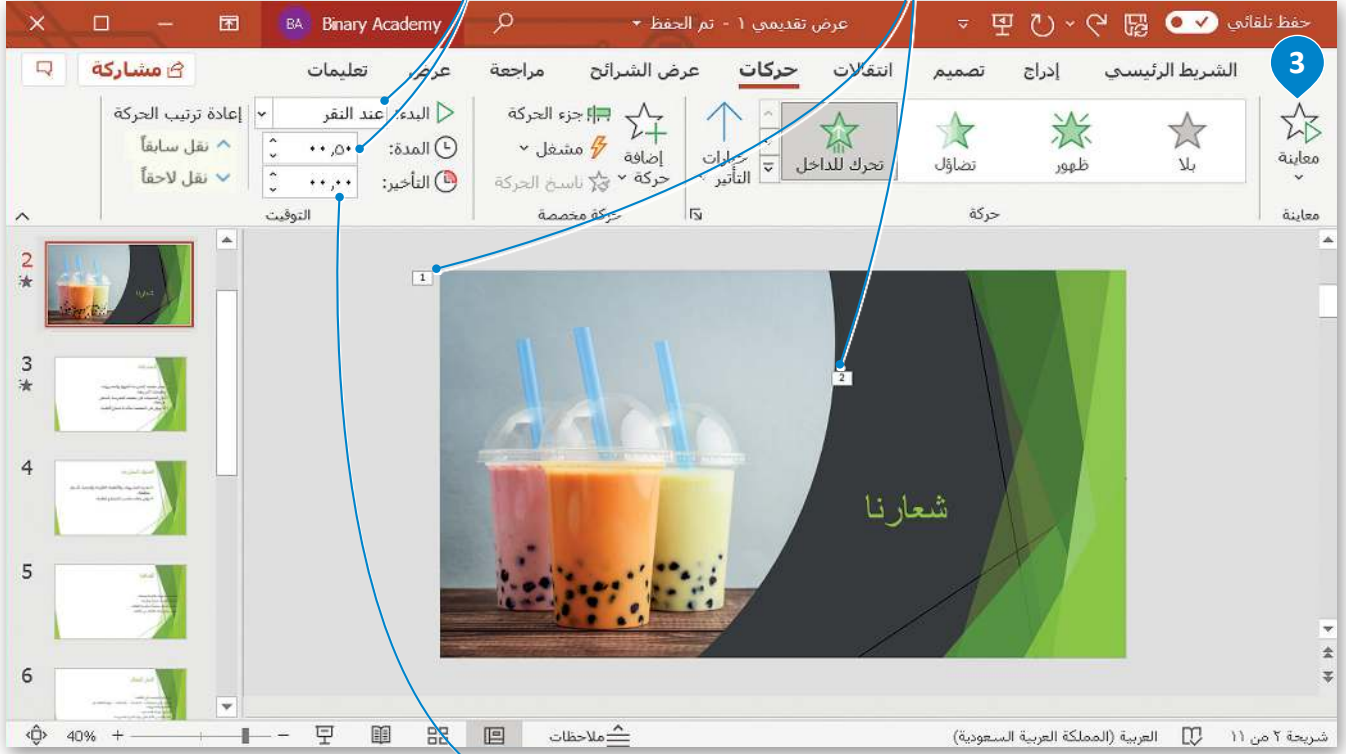 حفظ تلقائي
عرض تقديمي ١ - تم الحفظ
Binary Academy
BA
3
الشريط الرئيسي إدراج تصميم انتقالات حركات عرض الشرائح مراجعة عرض تعليمات مشاركة
معاينة
بلا
ظهور
تضاؤل
تحرك للداخل
خيارات التأثير
إضافة حركة
جزء الحركة
مشغل
ناسخ الحركة
البدء: عند النقر
المدة: ٠٠,٥٠
التأخير: ٠٠,٠٠
إعادة ترتيب الحركة
نقل سابقاً
نقل لاحقاً
معاينة
حركة
حركة مخصصة
التوقيت
1
2
شعارنا
2
3
4
5
6
شريحة ٢ من ١١
العربية (المملكة العربية السعودية)
ملاحظات
40%